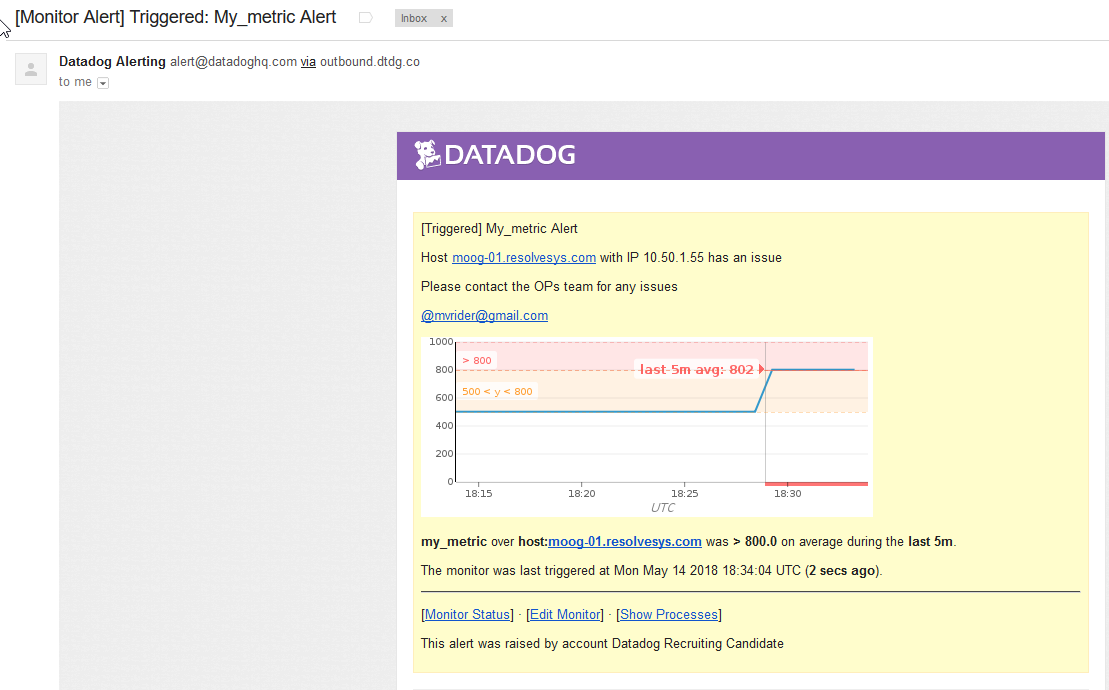 [Monitor Alert] Triggered: My_metric Alert
Inbox x
Datadog Alerting alert@datadoghq.com via outbound.dtdg.co
to me
DATADOG
[Triggered] My_metric Alert
Host moog-01.resolvesys.com with IP 10.50.1.55 has an issue
Please contact the OPs team for any issues
@mvrider@gmail.com
1000
> 800
800
last 5m avg: 802
500 < y < 800
600
400
200
0
18:15 18:20 18:25 18:30
UTC
my_metric over host:moog-01.resolvesys.com was > 800.0 on average during the last 5m.
The monitor was last triggered at Mon May 14 2018 18:34:04 UTC (2 secs ago).
[Monitor Status] · [Edit Monitor] · [Show Processes]
This alert was raised by account Datadog Recruiting Candidate